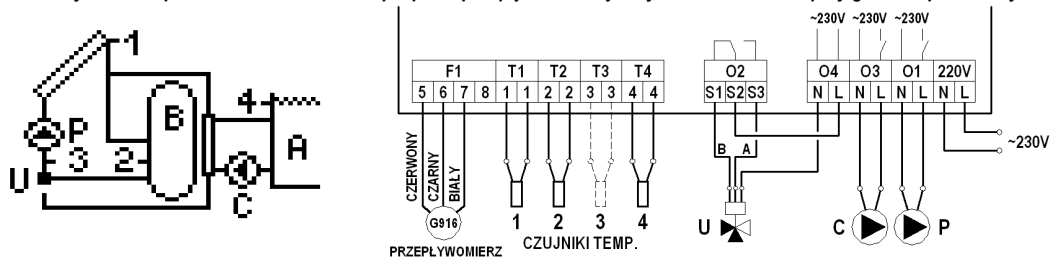 ~230V ~230V ~230V
F1 T1 T2 T3 T4 O2 O4 O3 O1 220V
5 6 7 8 1 1 2 2 3 3 4 4 S1 S2 S3 N L N L N L N L
1
4
B
A
P
3
2
U
C
CZERWONY
CZARNY
BIAŁY
G916
PRZEPŁYWOMIERZ
1 2 3 4
CZUJNIKI TEMP.
B A
U
C
P
~230V